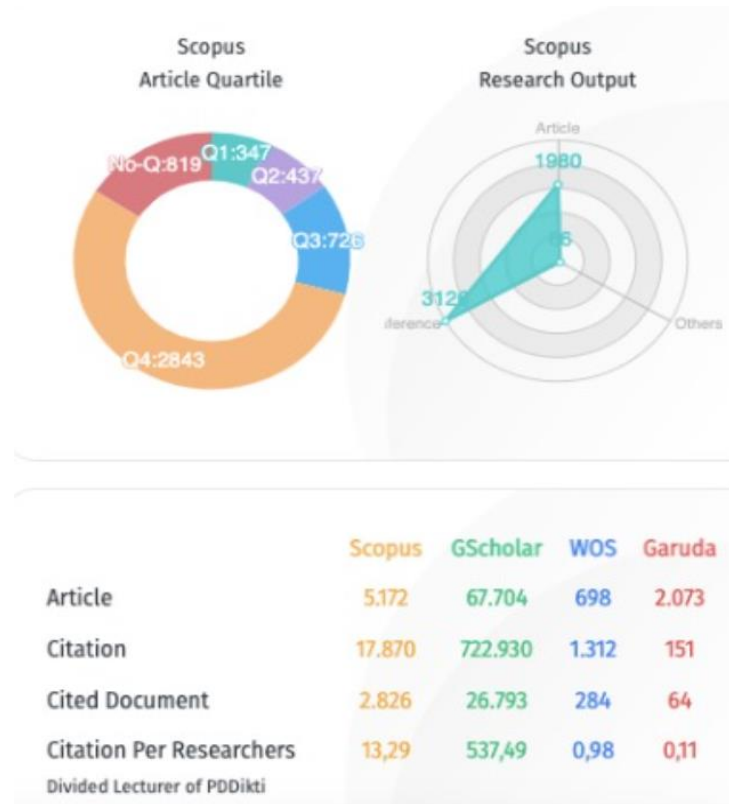 Scopus
Article Quartile
No-Q:819
Q1:347
Q2:437
Q3:726
Q4:2843
Scopus
Research Output
Article
1980
66
3126
Others
Scopus GScholar WOS Garuda
Article 5.172 67.704 698 2.073
Citation 17.870 722.930 1.312 151
Cited Document 2.826 26.793 284 64
Citation Per Researchers 13,29 537,49 0,98 0,11
Divided Lecturer of PDDikti